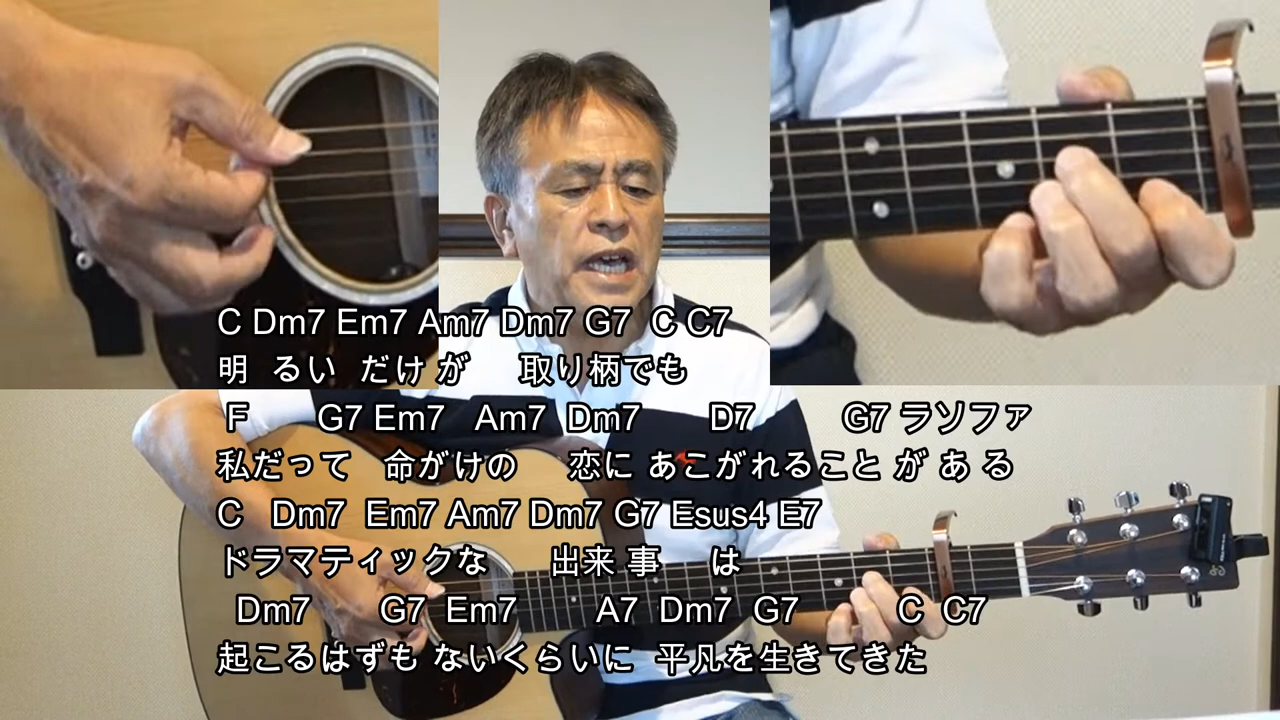 C Dm7 Em7 Am7 Dm7 G7 C C7
明 るい だけ が 取り柄でも
F G7 Em7 Am7 Dm7 D7 G7 ラソファ
私だって 命がけの 恋に あこがれること が あ る
C Dm7 Em7 Am7 Dm7 G7 Esus4 E7
ドラマティックな 出来 事 は
Dm7 G7 Em7 A7 Dm7 G7 C C7
起こるはずも ないくらいに 平凡を生きてきた